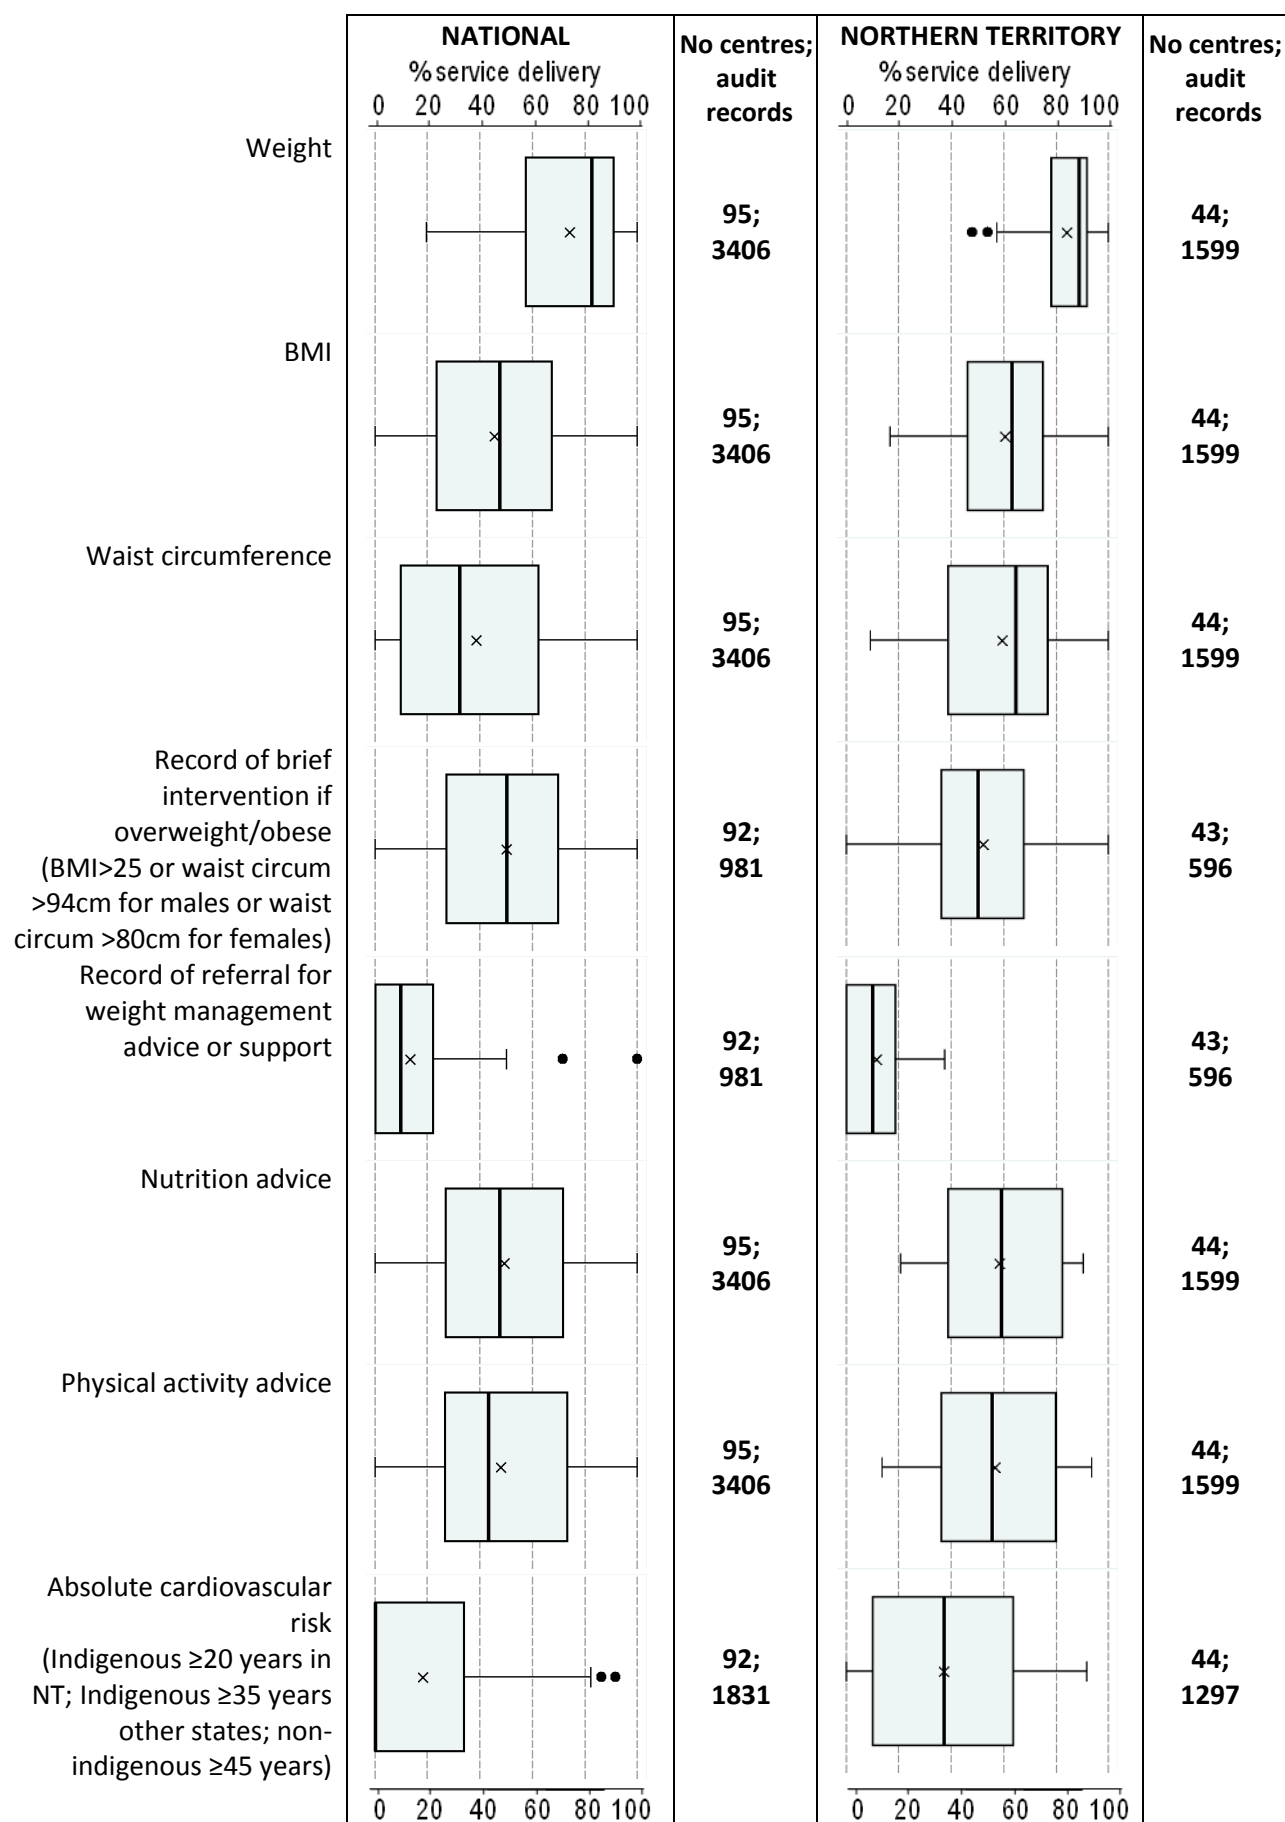 NATIONAL
% service delivery
0 20 40 60 80 100
No centres;
audit
records
NORTHERN TERRITORY
% service delivery
0 20 40 60 80 100
No centres;
audit
records
Weight
95;
3406
44;
1599
BMI
95;
3406
44;
1599
Waist circumference
95;
3406
44;
1599
Record of brief
intervention if
overweight/obese
(BMI>25 or waist circum
>94cm for males or waist
circum >80cm for females)
92;
981
43;
596
Record of referral for
weight management
advice or support
92;
981
43;
596
Nutrition advice
95;
3406
44;
1599
Physical activity advice
95;
3406
44;
1599
Absolute cardiovascular
risk
(Indigenous ≥20 years in
NT; Indigenous ≥35 years
other states; non-
indigenous ≥45 years)
92;
1831
44;
1297
0 20 40 60 80 100
0 20 40 60 80 100